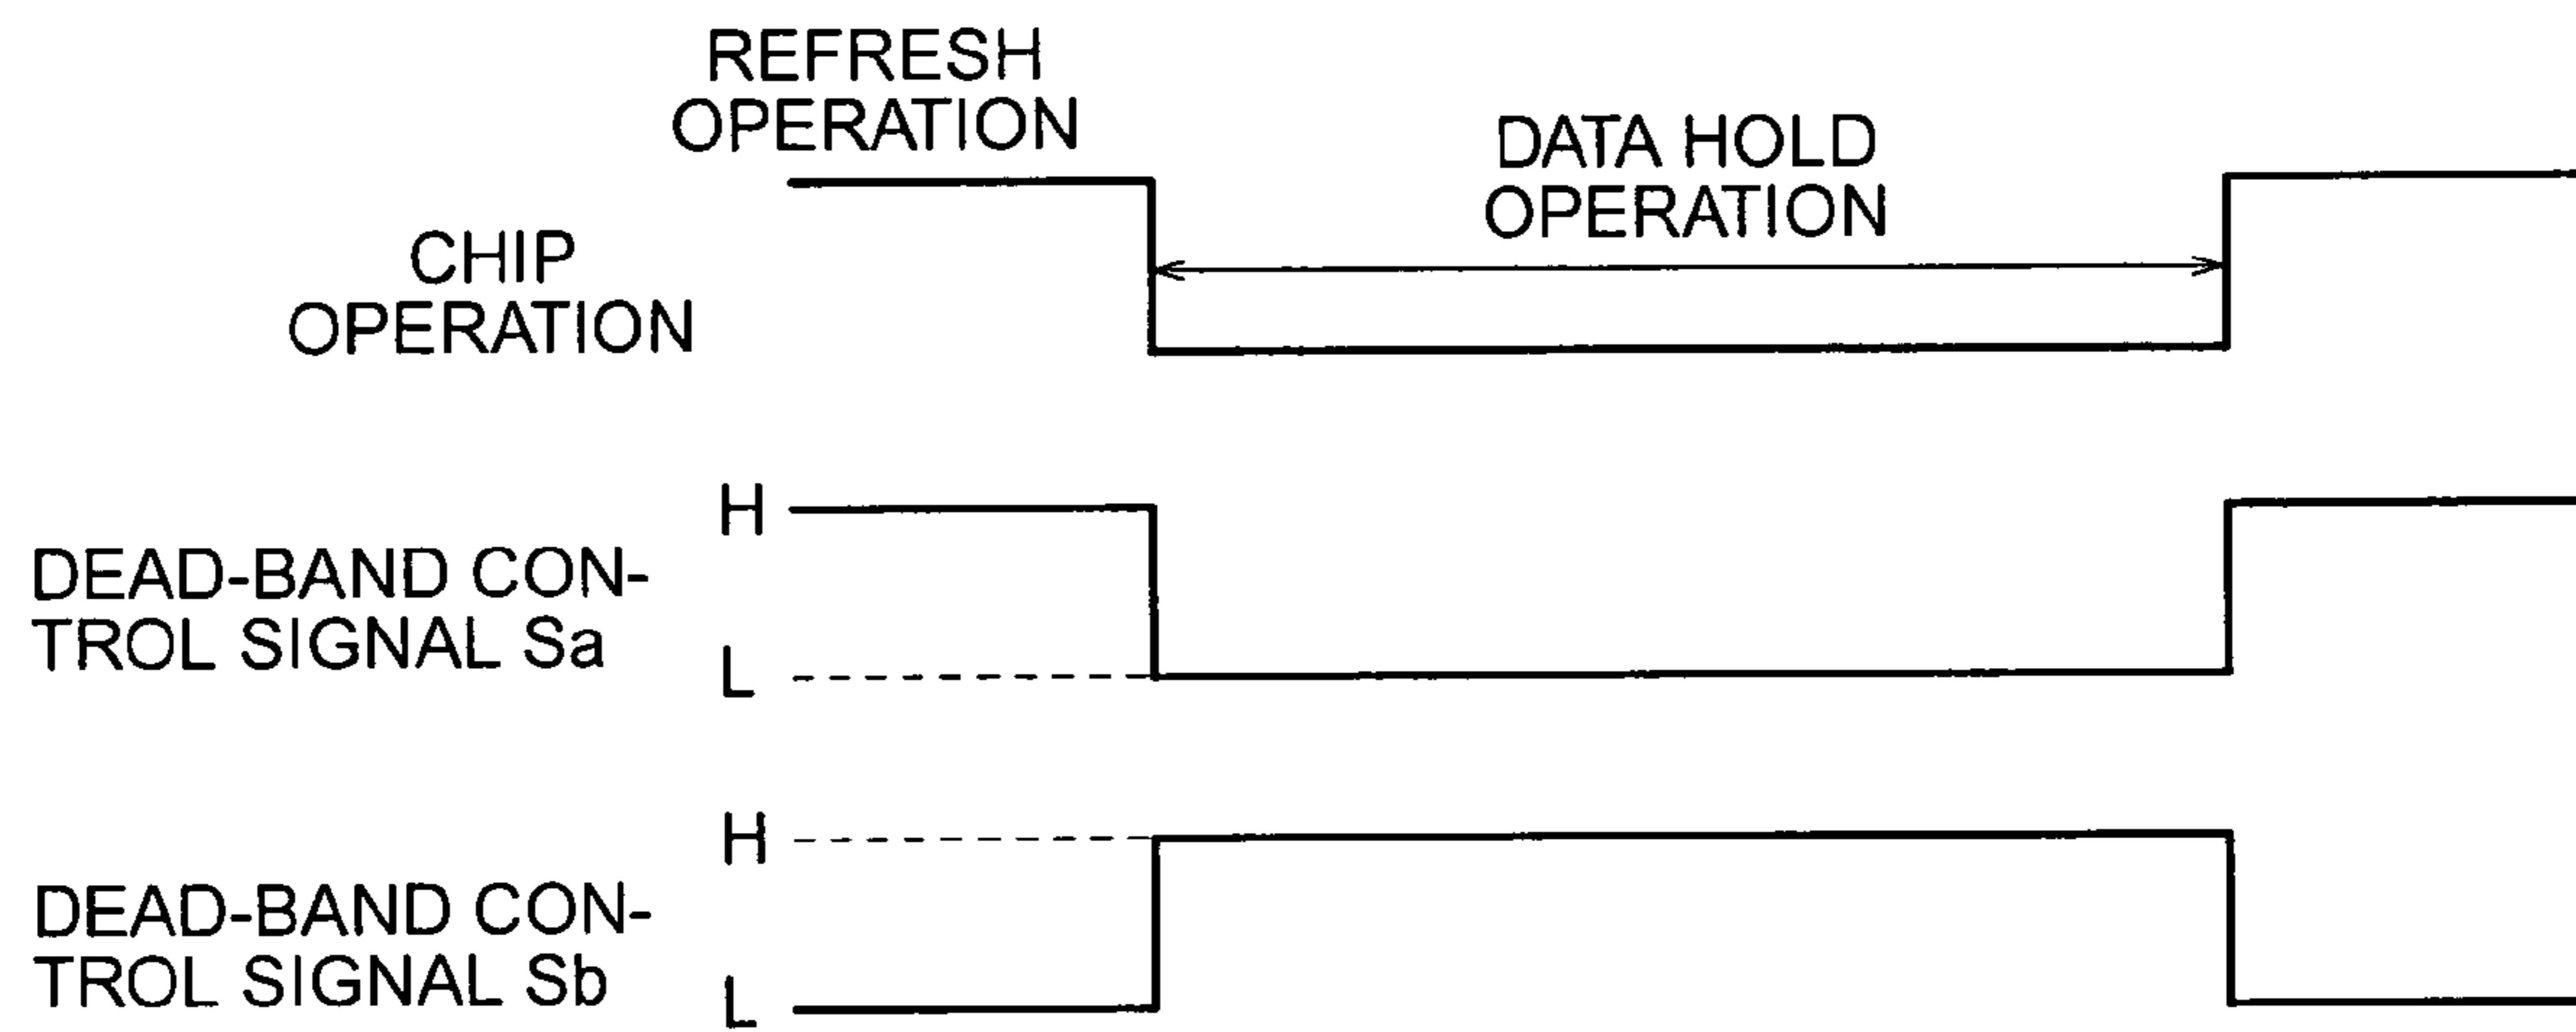 REFRESH
OPERATION
DATA HOLD
OPERATION
CHIP
OPERATION
H
DEAD-BAND CON-
TROL SIGNAL Sa
L
H
DEAD-BAND CON-
TROL SIGNAL Sb
L